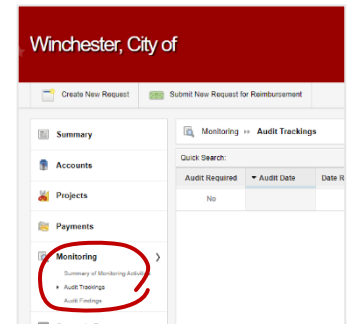 Winchester, City of
Create New Request
Submit New Request for Reimbursement
Summary
Monitoring ›› Audit Trackings
Quick Search:
Accounts
Audit Required
Audit Date
Date R
No
Projects
Payments
Monitoring
Summary of Monitoring Activities
Audit Trackings
Audit Findings